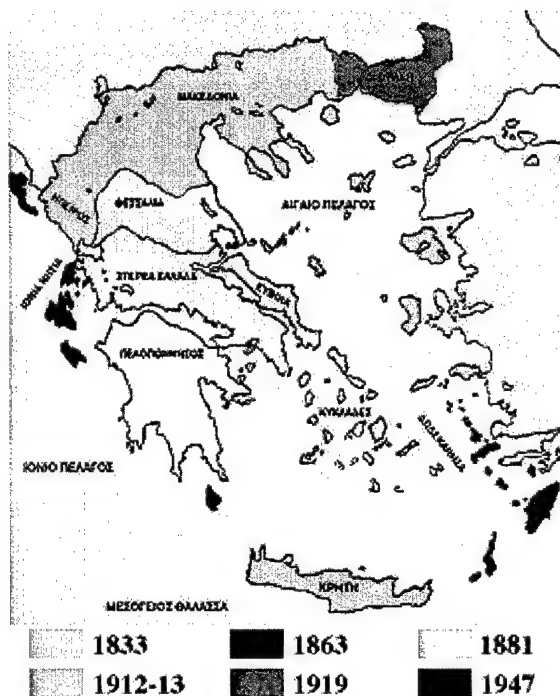 ΜΑΚΕΔΟΝΙΑ
ΗΠΕΙΡΟΣ
ΘΕΣΣΑΛΙΑ
ΑΙΓΑΙΟ ΠΕΛΑΓΟΣ
ΙΟΝΙΑ ΝΗΣΙΑ
ΣΤΕΡΕΑ ΕΛΛΑΔΑ
ΕΥΒΟΙΑ
ΠΕΛΟΠΟΝΝΗΣΟΣ
ΚΥΚΛΑΔΕΣ
ΔΩΔΕΚΑΝΗΣΑ
ΙΟΝΙΟ ΠΕΛΑΓΟΣ
ΚΡΗΤΗ
ΜΕΣΟΓΕΙΟΣ ΘΑΛΑΣΣΑ
1833 1863 1881
1912-13 1919 1947